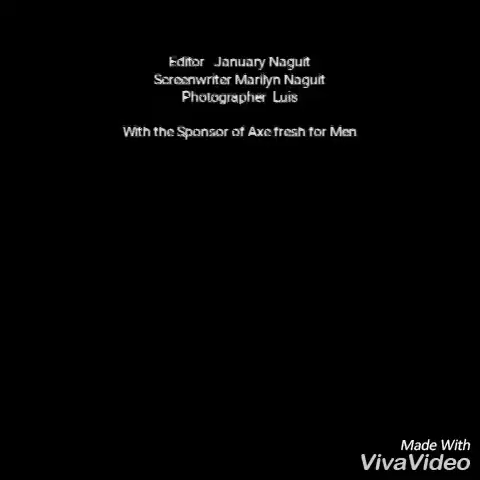 Editor January Naguit
Screenwriter Marilyn Naguit
Photographer Luis
With the Sponsor of Axe fresh for Men
Made With
VivaVideo